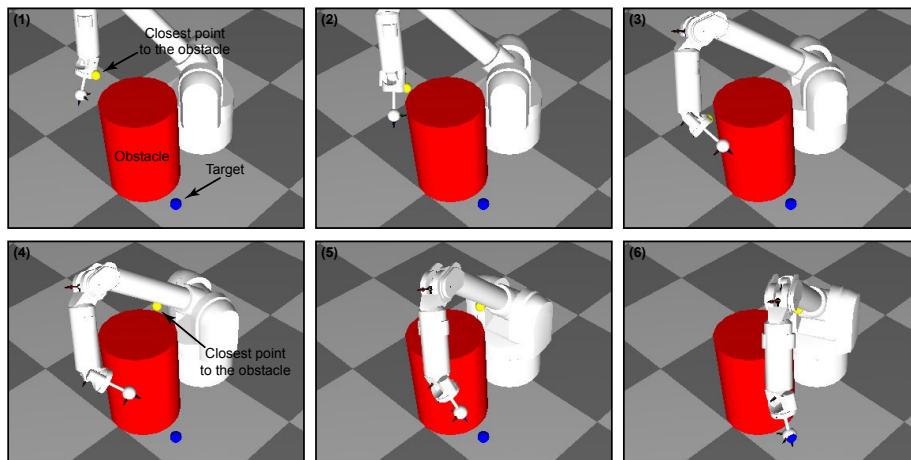 (1)
Closest point
to the obstacle
Obstacle
Target
(2)
(3)
(4)
Closest point
to the obstacle
(5)
(6)